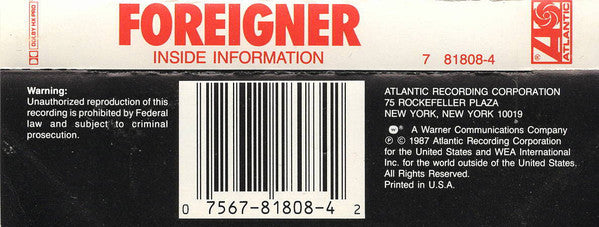 DOLBY HX PRO
FOREIGNER
INSIDE INFORMATION
7 81808-4
ATLANTIC
Warning:
Unauthorized reproduction of this
recording is prohibited by Federal
law and subject to criminal
prosecution.
0 7567-81808-4 2
ATLANTIC RECORDING CORPORATION
75 ROCKEFELLER PLAZA
NEW YORK, NEW YORK 10019
A Warner Communications Company
℗ © 1987 Atlantic Recording Corporation
for the United States and WEA International
Inc. for the world outside of the United States.
All Rights Reserved.
Printed in U.S.A.